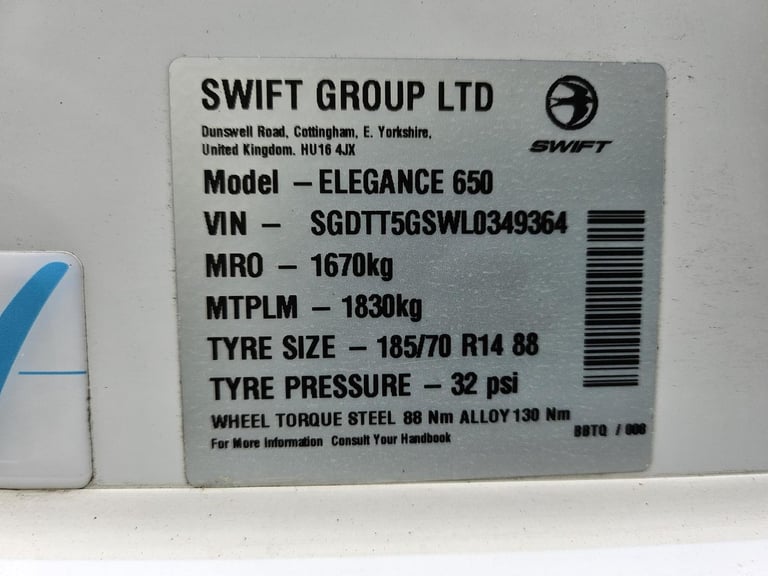 SWIFT GROUP LTD
SWIFT
Dunswell Road, Cottingham, E. Yorkshire,
United Kingdom. HU16 4JX
Model – ELEGANCE 650
VIN – SGDTT5GSWL0349364
MRO – 1670kg
MTPLM – 1830kg
TYRE SIZE – 185/70 R14 88
TYRE PRESSURE – 32 psi
WHEEL TORQUE STEEL 88 Nm ALLOY 130 Nm
For More Information Consult Your Handbook